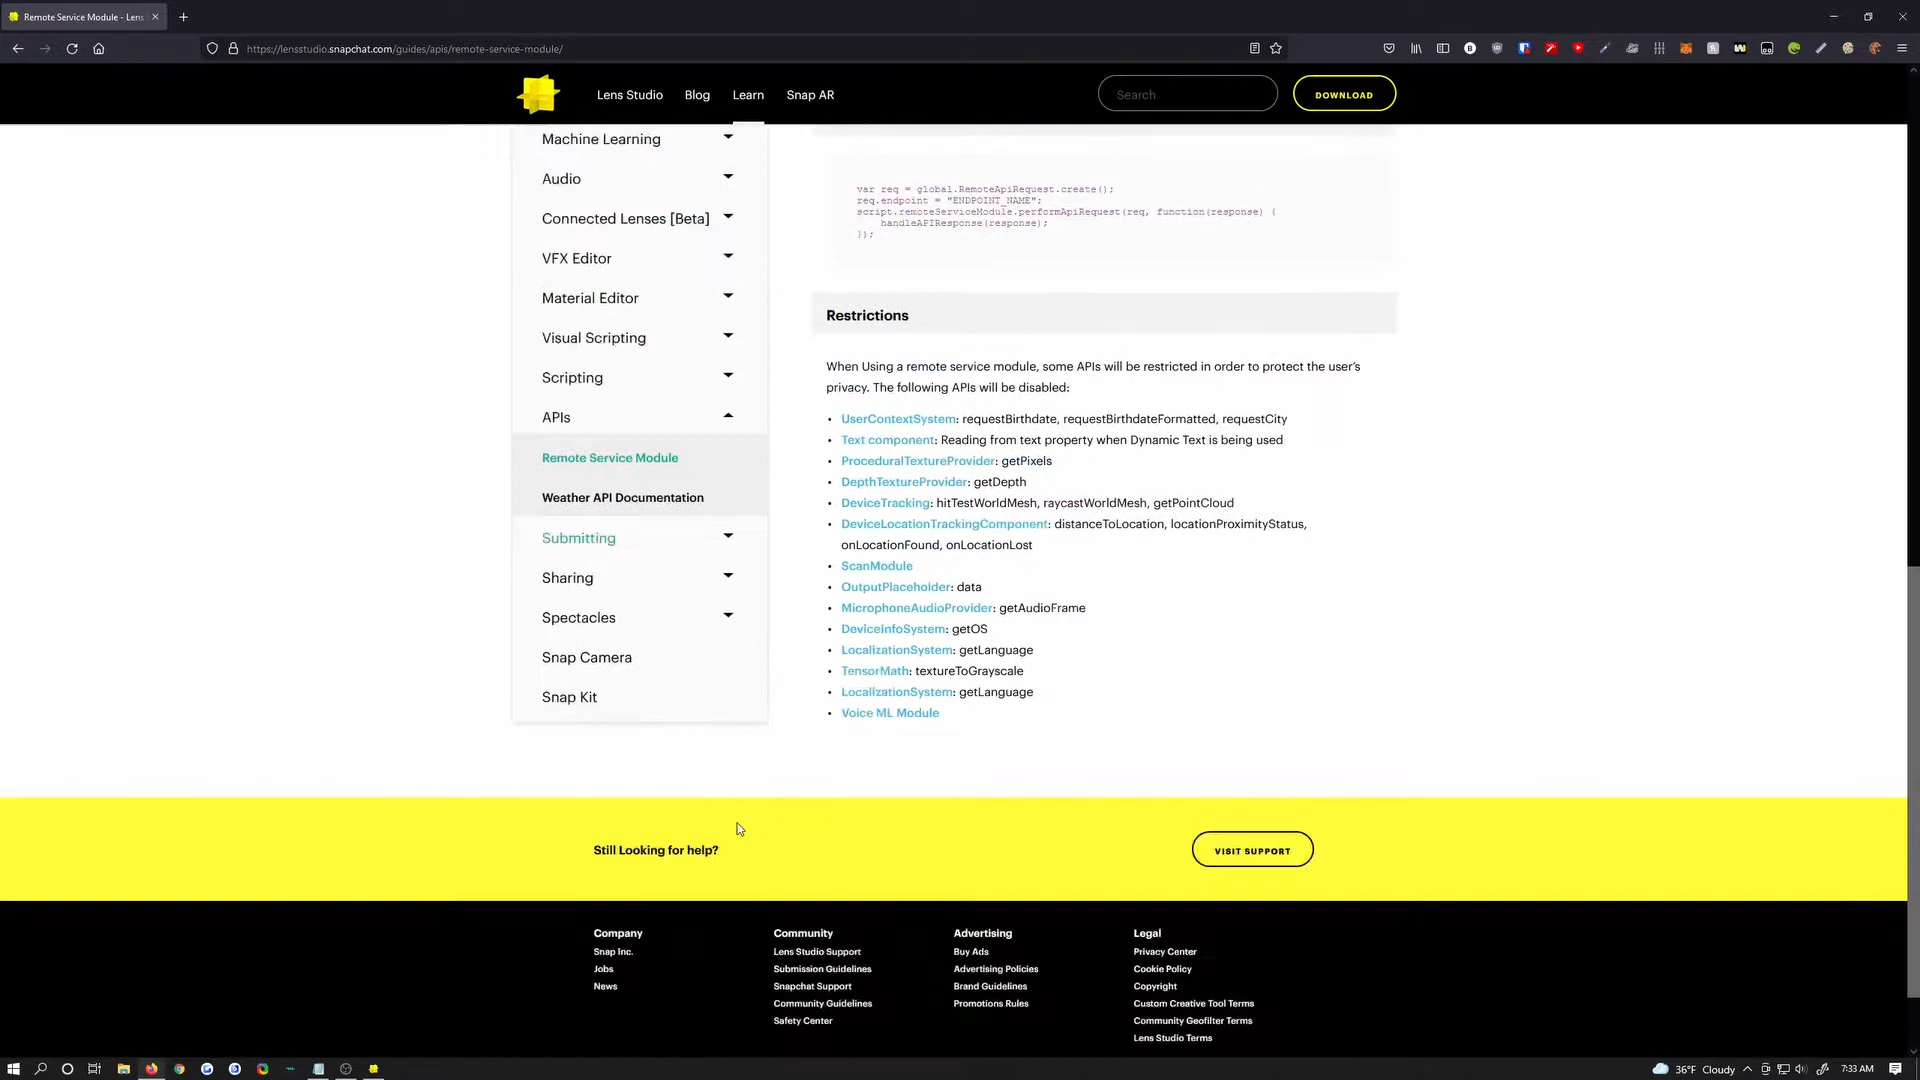 Remote Service Module - Lens
https://lensstudio.snapchat.com/guides/apis/remote-service-module/
Lens Studio
Blog
Learn
Snap AR
Search
DOWNLOAD
Machine Learning
Audio
Connected Lenses [Beta]
VFX Editor
Material Editor
Visual Scripting
Scripting
APIs
Remote Service Module
Weather API Documentation
Submitting
Sharing
Spectacles
Snap Camera
Snap Kit
var req = global.RemoteApiRequest.create();
req.endpoint = "ENDPOINT_NAME";
script.remoteServiceModule.performApiRequest(req, function(response) {
handleAPIResponse(response);
});
Restrictions
When Using a remote service module, some APIs will be restricted in order to protect the user's
privacy. The following APIs will be disabled:
• UserContextSystem: requestBirthdate, requestBirthdateFormatted, requestCity
• Text component: Reading from text property when Dynamic Text is being used
• ProceduralTextureProvider: getPixels
• DepthTextureProvider: getDepth
• DeviceTracking: hitTestWorldMesh, raycastWorldMesh, getPointCloud
• DeviceLocationTrackingComponent: distanceToLocation, locationProximityStatus,
onLocationFound, onLocationLost
• ScanModule
• OutputPlaceholder: data
• MicrophoneAudioProvider: getAudioFrame
• DeviceInfoSystem: getOS
• LocalizationSystem: getLanguage
• TensorMath: textureToGrayscale
• LocalizationSystem: getLanguage
• Voice ML Module
Still Looking for help?
VISIT SUPPORT
Company
Snap Inc.
Jobs
News
Community
Lens Studio Support
Submission Guidelines
Snapchat Support
Community Guidelines
Safety Center
Advertising
Buy Ads
Advertising Policies
Brand Guidelines
Promotions Rules
Legal
Privacy Center
Cookie Policy
Copyright
Custom Creative Tool Terms
Community Geofilter Terms
Lens Studio Terms
36°F Cloudy
7:33 AM